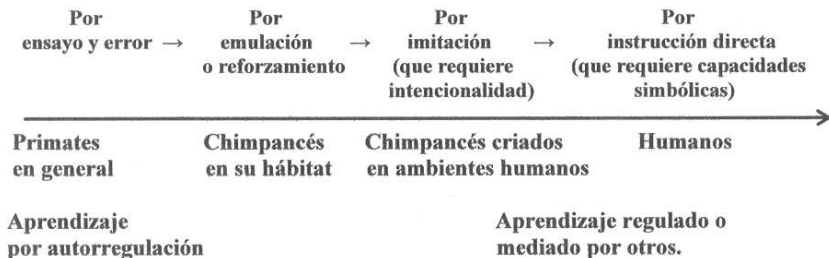 Por
ensayo y error →
Por
emulación
o reforzamiento
→
Por
imitación
(que requiere
intencionalidad)
→
Por
instrucción directa
(que requiere capacidades
simbólicas)
Primates
en general
Chimpancés
en su hábitat
Chimpancés criados
en ambientes humanos
Humanos
Aprendizaje
por autorregulación
Aprendizaje regulado o
mediado por otros.